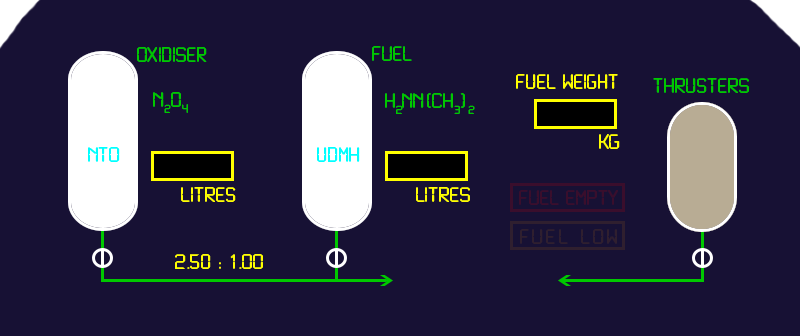 OXIDISER
N₂O₄
NTO
LITRES
FUEL
H₂NN(CH₃)₂
UDMH
LITRES
2.50 : 1.00
FUEL WEIGHT
KG
FUEL EMPTY
FUEL LOW
THRUSTERS